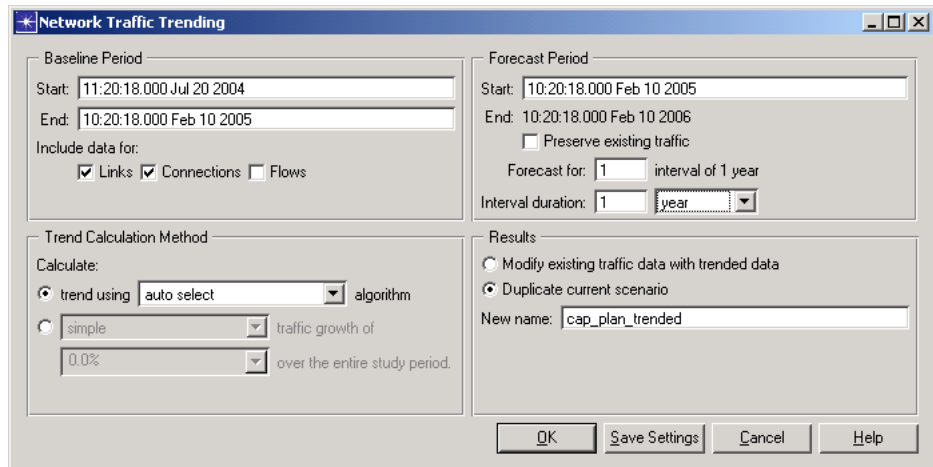 Network Traffic Trending
Baseline Period
Start: 11:20:18.000 Jul 20 2004
End: 10:20:18.000 Feb 10 2005
Include data for:
Links Connections Flows
Forecast Period
Start: 10:20:18.000 Feb 10 2005
End: 10:20:18.000 Feb 10 2006
Preserve existing traffic
Forecast for: 1 interval of 1 year
Interval duration: 1 year
Trend Calculation Method
Calculate:
trend using auto select algorithm
simple traffic growth of
0.0% over the entire study period.
Results
Modify existing traffic data with trended data
Duplicate current scenario
New name: cap_plan_trended
OK Save Settings Cancel Help